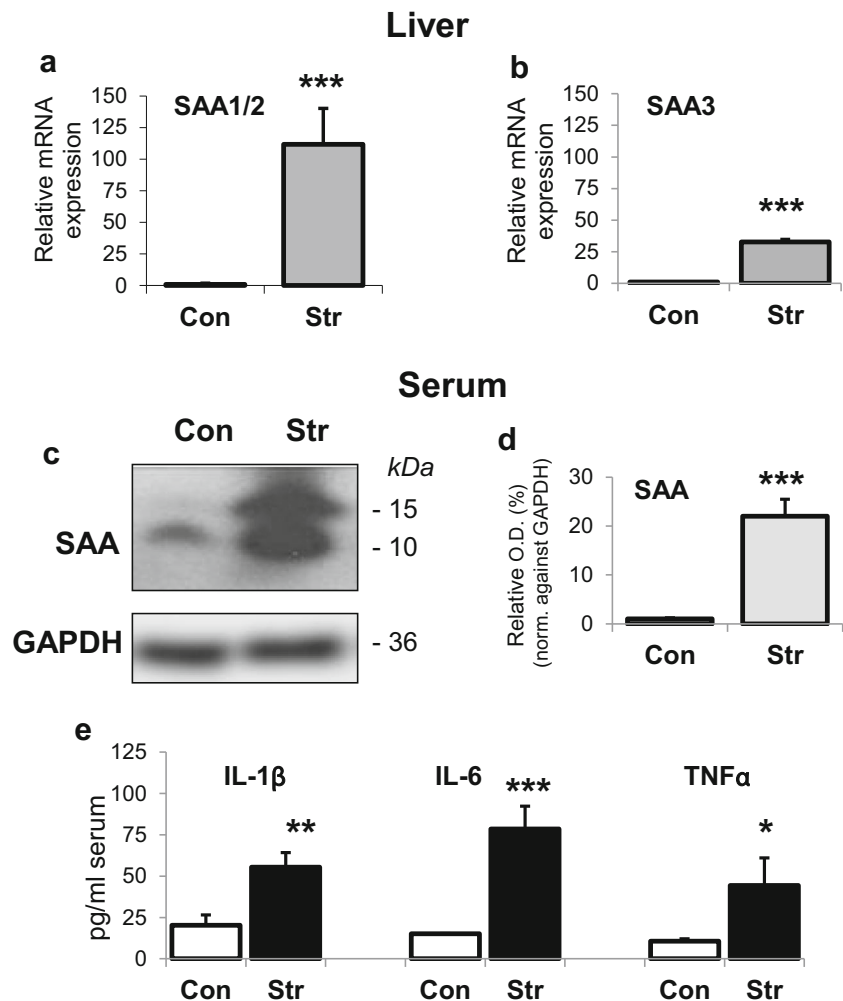 Liver
a
b
***
***
SAA1/2
SAA3
Relative mRNA
expression
150
125
100
75
50
25
0
Con
Str
Relative mRNA
expression
150
125
100
75
50
25
0
Con
Str
Serum
Con
Str
c
kDa
SAA
- 15
- 10
GAPDH
- 36
d
SAA
***
Relative O.D. (%)
(norm. against GAPDH)
30
20
10
0
Con
Str
e
pg/ml serum
125
100
75
50
25
0
IL-1β
IL-6
TNFα
**
***
*
Con
Str
Con
Str
Con
Str